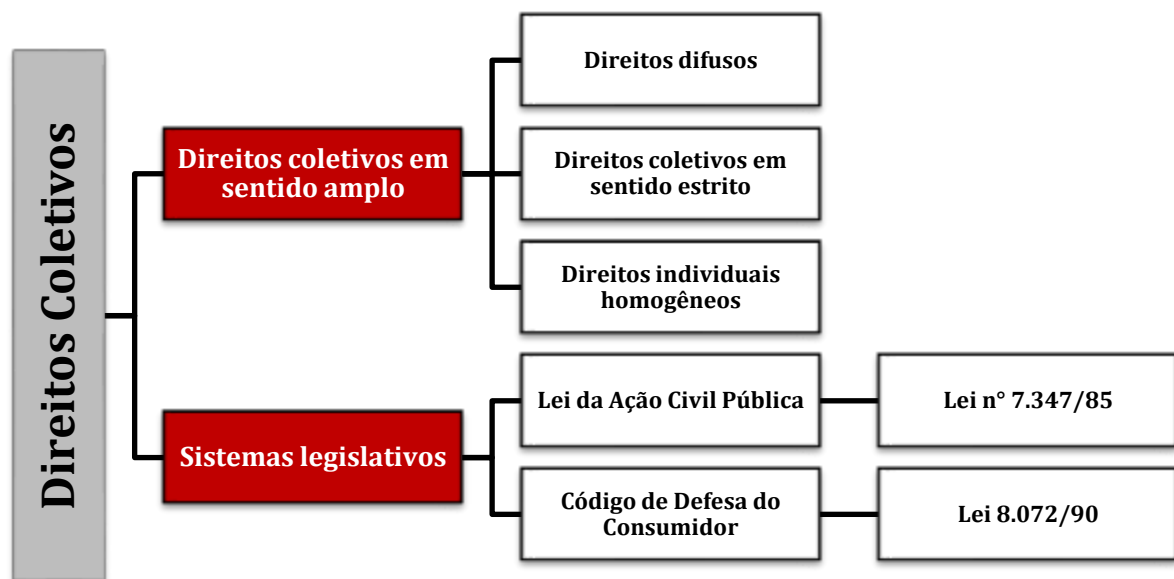 Direitos Coletivos
Direitos coletivos em
sentido amplo
Direitos difusos
Direitos coletivos em
sentido estrito
Direitos individuais
homogêneos
Sistemas legislativos
Lei da Ação Civil Pública
Lei n° 7.347/85
Código de Defesa do
Consumidor
Lei 8.072/90